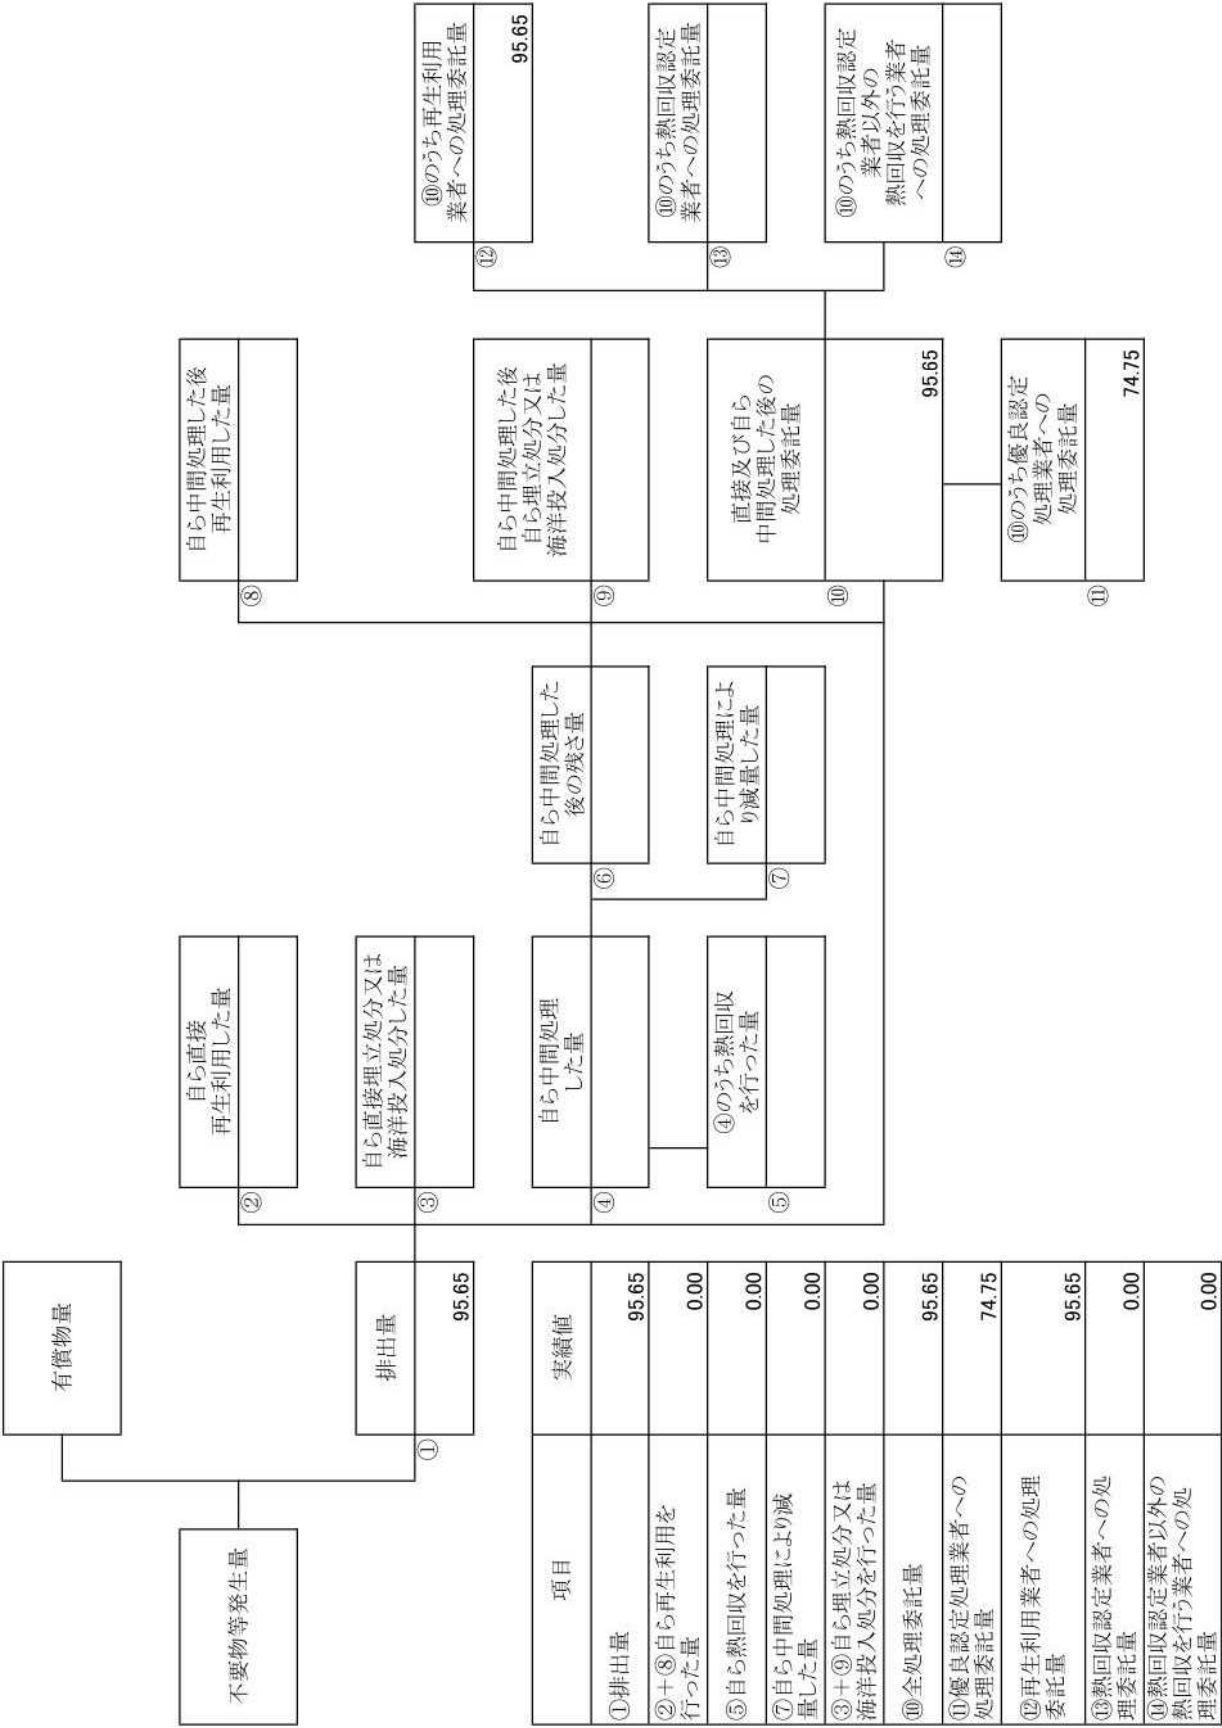 有償物量
不要物等発生量
排出量
①
95.65
自ら直接
再生利用した量
②
自ら直接埋立処分又は
海洋投入処分した量
③
自ら中間処理
した量
④
④のうち熱回収
を行った量
⑤
自ら中間処理した
後の残さ量
⑥
自ら中間処理によ
り減量した量
⑦
自ら中間処理した後
再生利用した量
⑧
自ら中間処理した後
自ら埋立処分又は
海洋投入処分した量
⑨
直接及び自ら
中間処理した後の
処理委託量
⑩
95.65
⑩のうち優良認定
処理業者への
処理委託量
⑪
74.75
⑩のうち再生利用
業者への処理委託量
⑫
95.65
⑩のうち熱回収認定
業者への処理委託量
⑬
⑩のうち熱回収認定
業者以外の
熱回収を行う業者
への処理委託量
⑭
項目 実績値
①排出量 95.65
②+⑧自ら再生利用を
行った量 0.00
⑤自ら熱回収を行った量 0.00
⑦自ら中間処理により減
量した量 0.00
③+⑨自ら埋立処分又は
海洋投入処分を行った量 0.00
⑩全処理委託量 95.65
⑪優良認定処理業者への
処理委託量 74.75
⑫再生利用業者への処理
委託量 95.65
⑬熱回収認定業者への処
理委託量 0.00
⑭熱回収認定業者以外の
熱回収を行う業者への処
理委託量 0.00